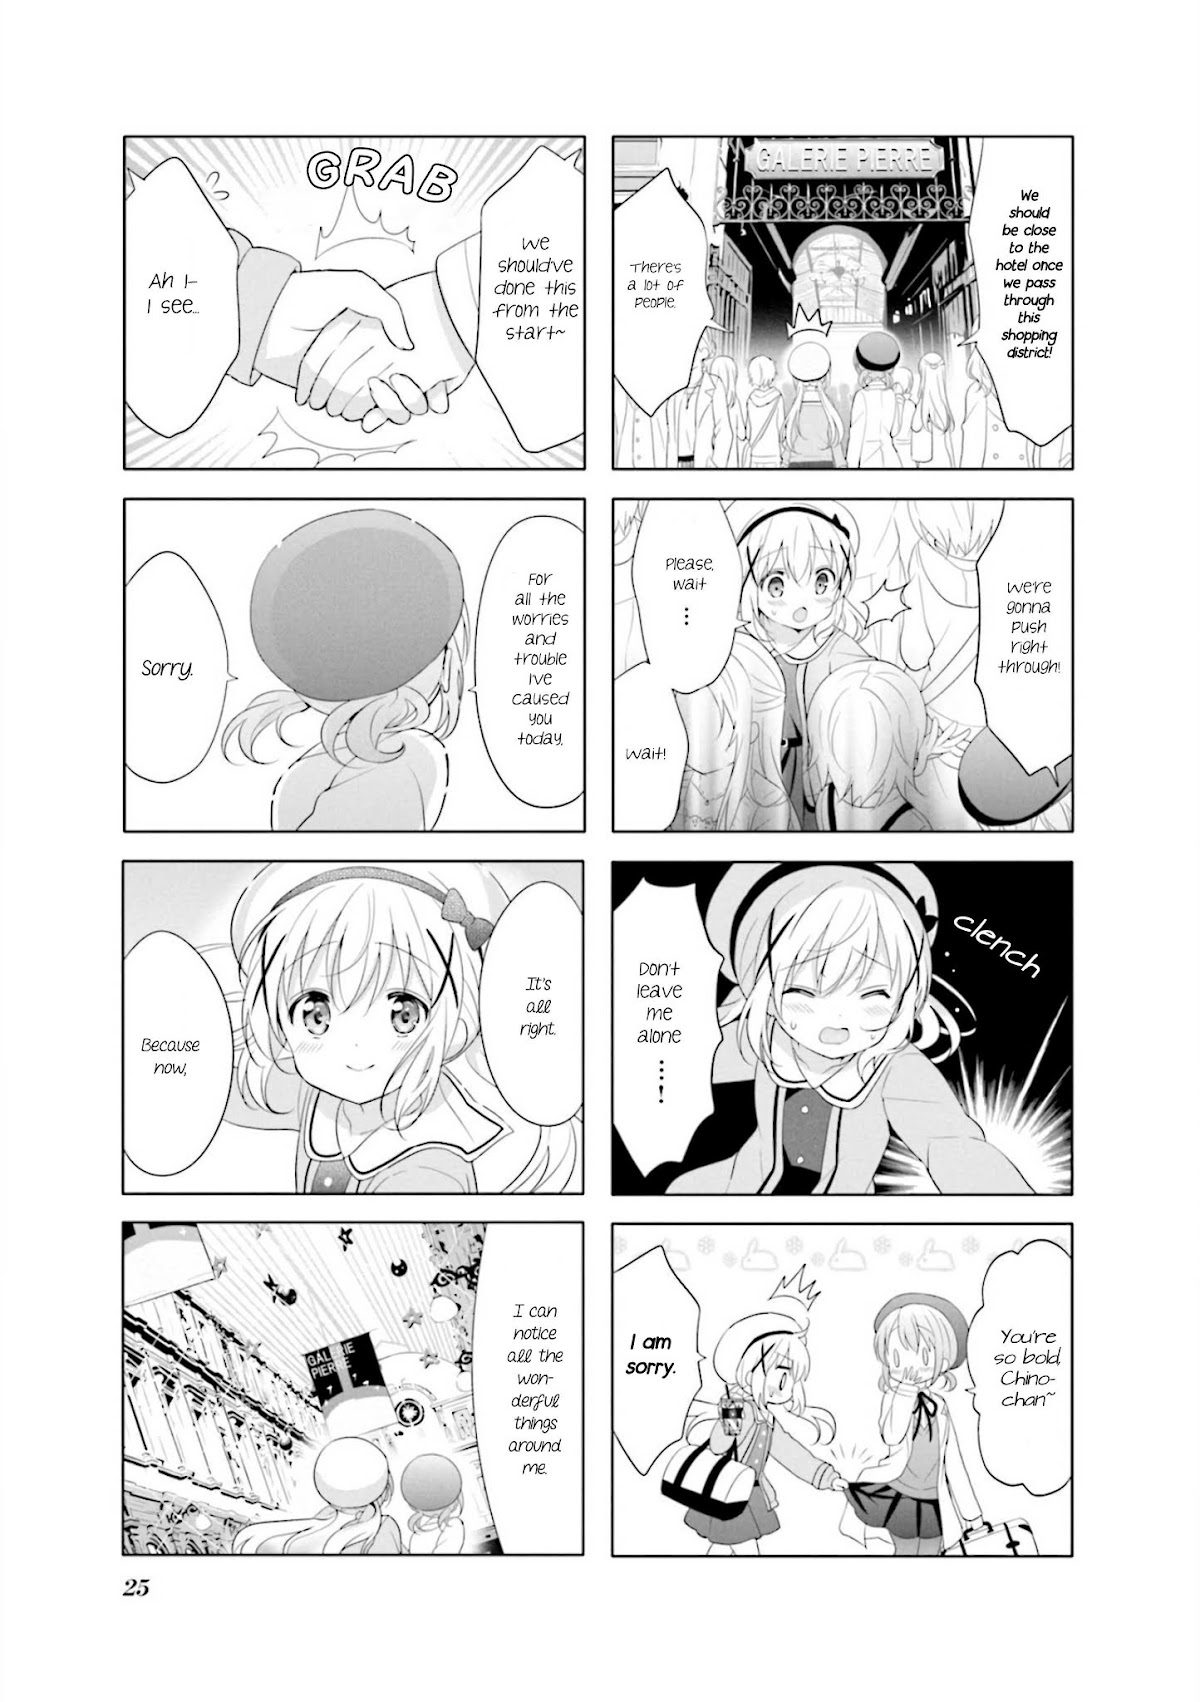 GALERIE PIERRE
We
should
be close
to the
hotel once
we pass
through
this
shopping
district!
There's
a lot of
people.
We're
gonna
push
right
through!
Please,
wait
...
Wait!
clench
Don't
leave
me
alone
....!
You're
so bold,
Chino-
chan~
I am
sorry.
GRAB
We
should've
done this
from the
start~
Ah I-
I see...
For
all the
worries
and
trouble
I've
caused
you
today,
Sorry.
It's
all
right.
Because
now,
I can
notice
all the
won-
derful
things
around
me.
GALERIE
PIERRE
25